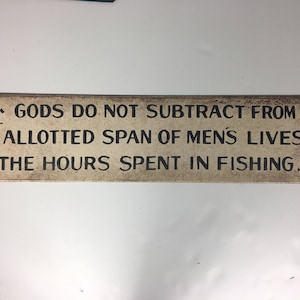 GODS DO NOT SUBTRACT FROM
ALLOTTED SPAN OF MEN'S LIVES
THE HOURS SPENT IN FISHING.